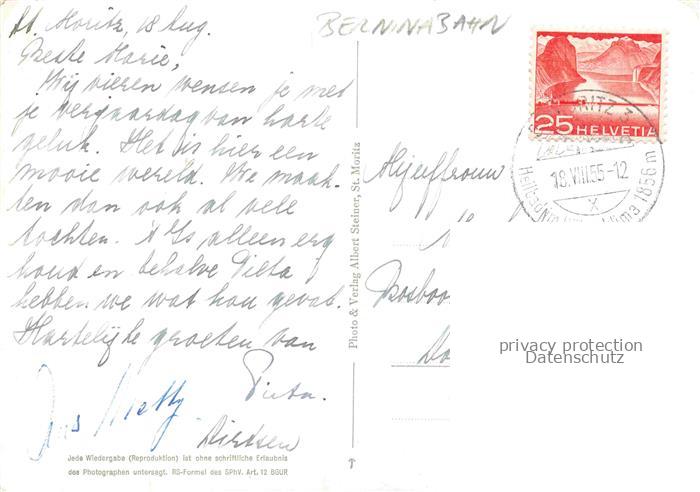 St. Moritz, 18 Aug.
BERNINABAHN
Beste Marie,
Wij vieren wensen je met
je verjaardag van harte
geluk. Het is hier een
mooie wereld. We maak-
ten dan ook al vele
tochten. 't Is alleen erg
koud en behalve Pieta
hebben we wat kou gevat.
Hartelijke groeten van
Pieta.
HELVETIA
25
18.VIII.55-12
1856 m
Mejuffrouw
Photo & Verlag Albert Steiner, St. Moritz
privacy protection
Datenschutz
Jede Wiedergabe (Reproduktion) ist ohne schriftliche Erlaubnis
des Photographen untersagt. RS-Formel des SPhV. Art. 12 BGUR